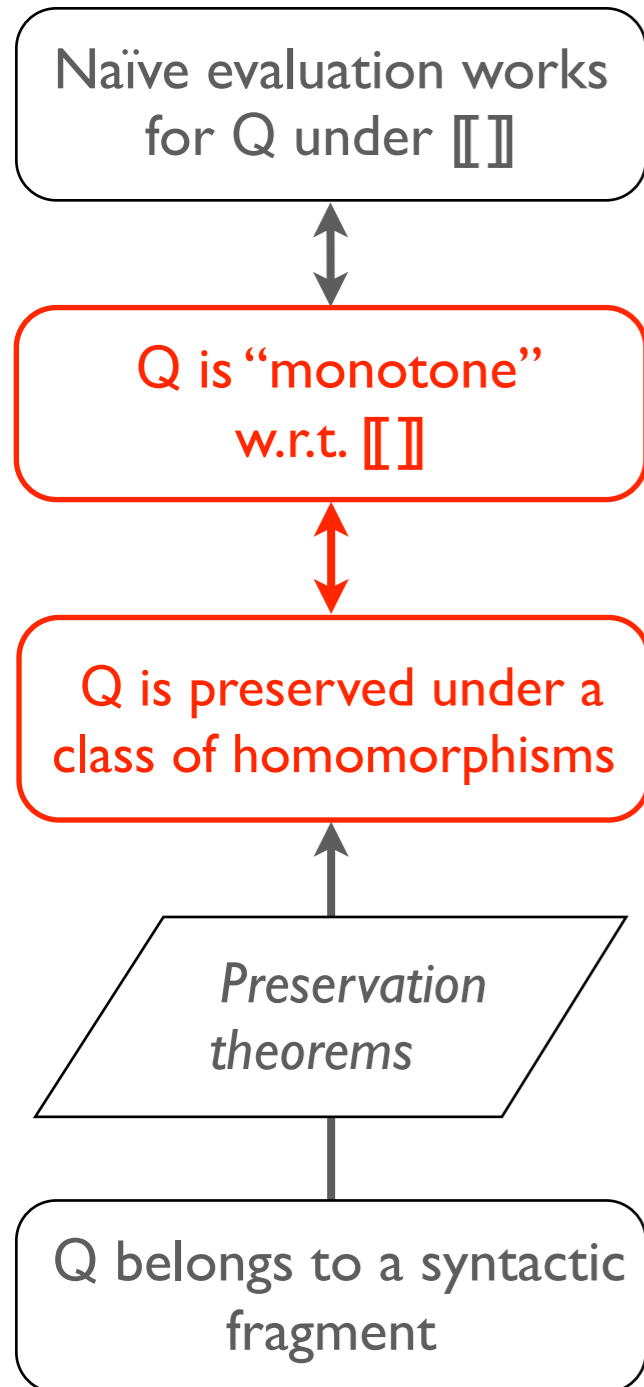 Naïve evaluation works
for Q under ⟦ ⟧
Q is “monotone”
w.r.t. ⟦ ⟧
Q is preserved under a
class of homomorphisms
Preservation
theorems
Q belongs to a syntactic
fragment